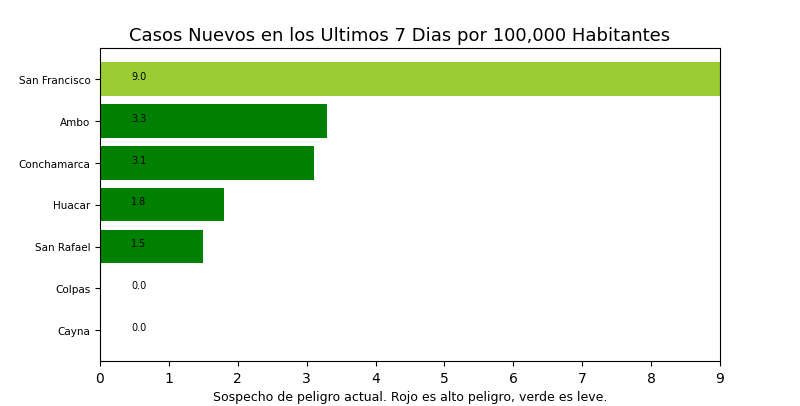 Casos Nuevos en los Ultimos 7 Dias por 100,000 Habitantes
San Francisco 9.0
Ambo 3.3
Conchamarca 3.1
Huacar 1.8
San Rafael 1.5
Colpas 0.0
Cayna 0.0
0 1 2 3 4 5 6 7 8 9
Sospecho de peligro actual. Rojo es alto peligro, verde es leve.